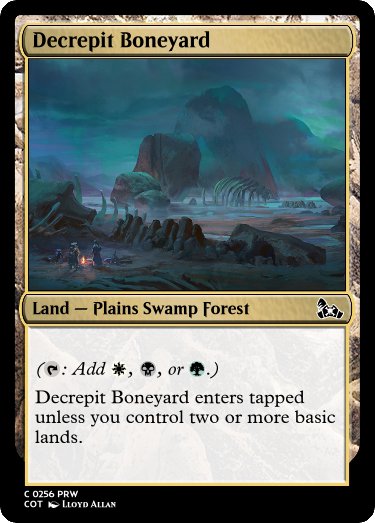 Decrepit Boneyard
Land — Plains Swamp Forest
(: Add , , or .)
Decrepit Boneyard enters tapped
unless you control two or more basic
lands.
C 0256 PRW
COT Lloyd Allan